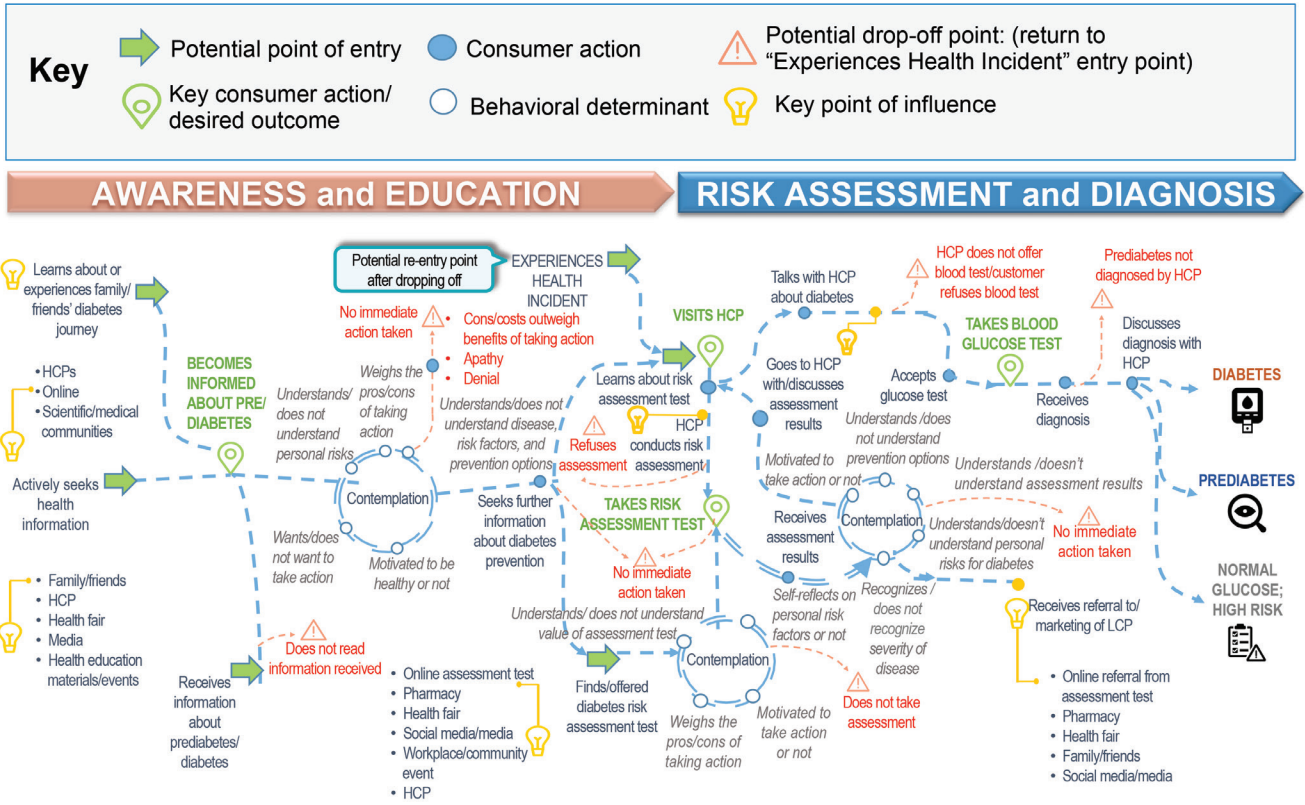 Key
Potential point of entry
Consumer action
Potential drop-off point: (return to
“Experiences Health Incident” entry point)
Key consumer action/
desired outcome
Behavioral determinant
Key point of influence
AWARENESS and EDUCATION
RISK ASSESSMENT and DIAGNOSIS
Learns about or
experiences family/
friends’ diabetes
journey
• HCPs
• Online
• Scientific/medical
communities
Actively seeks
health
information
• Family/friends
• HCP
• Health fair
• Media
• Health education
materials/events
BECOMES
INFORMED
ABOUT PRE/
DIABETES
Receives
information
about
prediabetes/
diabetes
Does not read
information received
Understands/
does not
understand
personal risks
Weighs the
pros/cons
of taking
action
No immediate
action taken
• Cons/costs outweigh
benefits of taking action
• Apathy
• Denial
Potential re-entry point
after dropping off
EXPERIENCES
HEALTH
INCIDENT
Contemplation
Wants/does
not want to
take action
Motivated to be
healthy or not
Understands/does not
understand disease,
risk factors, and
prevention options
Seeks further
information
about diabetes
prevention
• Online assessment test
• Pharmacy
• Health fair
• Social media/media
• Workplace/community
event
• HCP
VISITS HCP
Learns about risk
assessment test
HCP
conducts risk
assessment
Refuses
assessment
TAKES RISK
ASSESSMENT TEST
No immediate
action taken
Understands/ does not understand
value of assessment test
Finds/offered
diabetes risk
assessment test
Contemplation
Weighs the
pros/cons of
taking action
Motivated to
take action
or not
Does not take
assessment
Talks with HCP
about diabetes
HCP does not offer
blood test/customer
refuses blood test
Prediabetes not
diagnosed by HCP
Goes to HCP
with/discusses
assessment
results
Accepts
glucose test
TAKES BLOOD
GLUCOSE TEST
Receives
diagnosis
Discusses
diagnosis with
HCP
Understands /does
not understand
prevention options
Motivated to
take action or not
Understands /doesn’t
understand assessment results
Receives
assessment
results
Contemplation
Understands/doesn’t
understand personal
risks for diabetes
No immediate
action taken
Self-reflects on
personal risk
factors or not
Recognizes /
does not
recognize
severity of
disease
Receives referral to/
marketing of LCP
• Online referral from
assessment test
• Pharmacy
• Health fair
• Family/friends
• Social media/media
DIABETES
PREDIABETES
NORMAL
GLUCOSE;
HIGH RISK